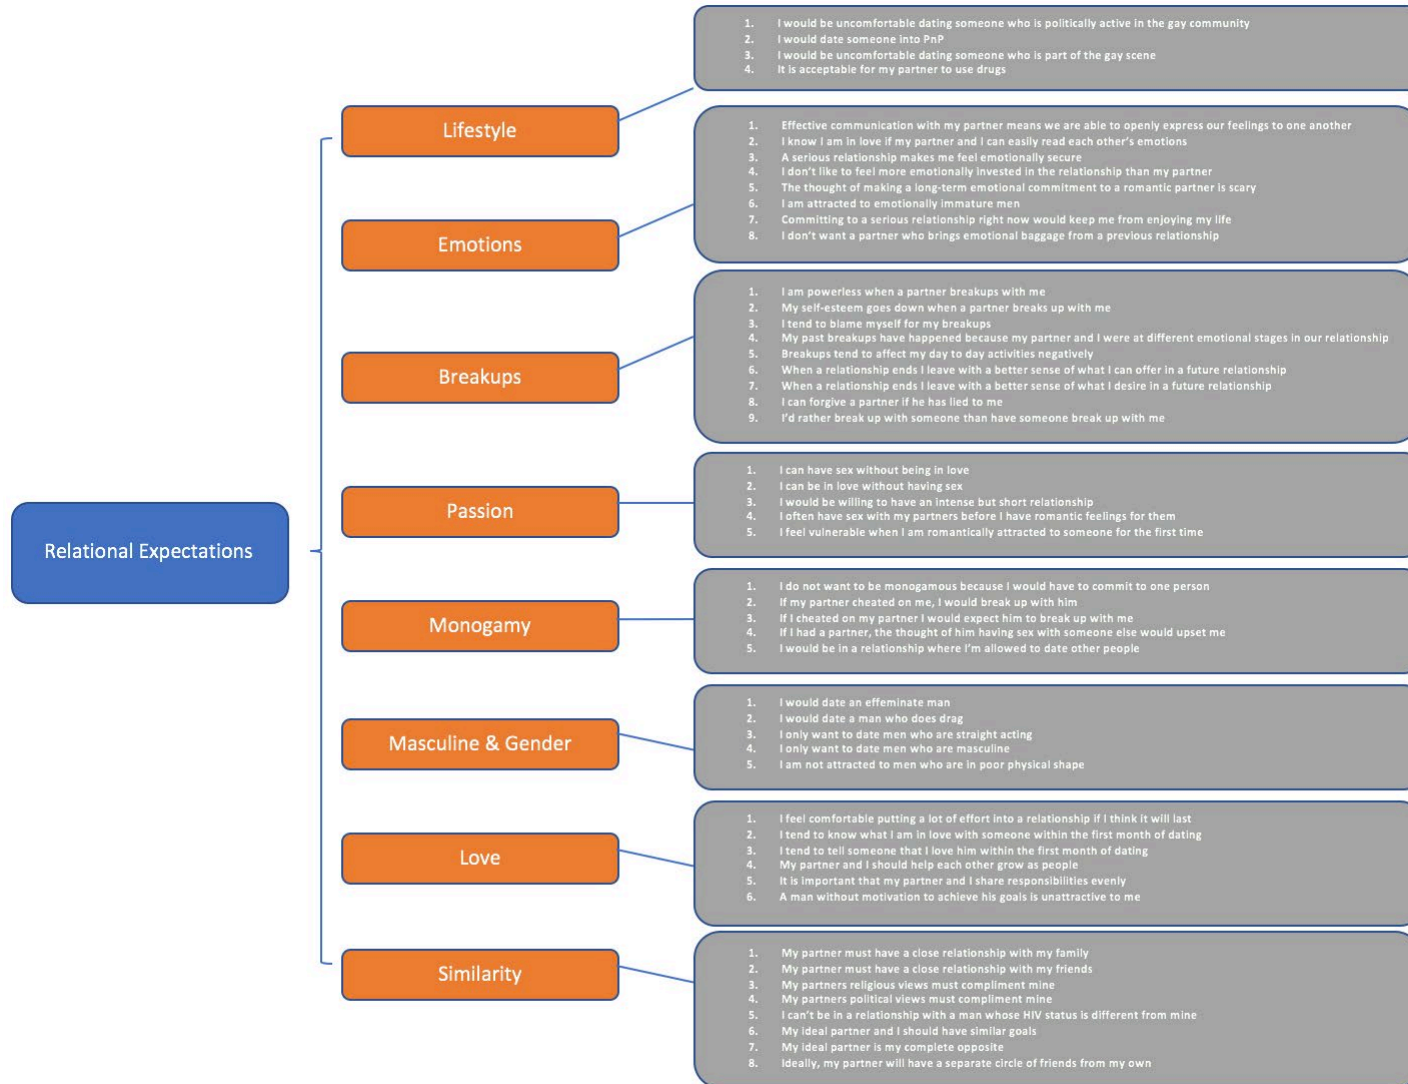 Relational Expectations
Lifestyle
1. I would be uncomfortable dating someone who is politically active in the gay community
2. I would date someone into PnP
3. I would be uncomfortable dating someone who is part of the gay scene
4. It is acceptable for my partner to use drugs
Emotions
1. Effective communication with my partner means we are able to openly express our feelings to one another
2. I know I am in love if my partner and I can easily read each other's emotions
3. A serious relationship makes me feel emotionally secure
4. I don't like to feel more emotionally invested in the relationship than my partner
5. The thought of making a long-term emotional commitment to a romantic partner is scary
6. I am attracted to emotionally immature men
7. Committing to a serious relationship right now would keep me from enjoying my life
8. I don't want a partner who brings emotional baggage from a previous relationship
Breakups
1. I am powerless when a partner breakups with me
2. My self-esteem goes down when a partner breaks up with me
3. I tend to blame myself for my breakups
4. My past breakups have happened because my partner and I were at different emotional stages in our relationship
5. Breakups tend to affect my day to day activities negatively
6. When a relationship ends I leave with a better sense of what I can offer in a future relationship
7. When a relationship ends I leave with a better sense of what I desire in a future relationship
8. I can forgive a partner if he has lied to me
9. I'd rather break up with someone than have someone break up with me
Passion
1. I can have sex without being in love
2. I can be in love without having sex
3. I would be willing to have an intense but short relationship
4. I often have sex with my partners before I have romantic feelings for them
5. I feel vulnerable when I am romantically attracted to someone for the first time
Monogamy
1. I do not want to be monogamous because I would have to commit to one person
2. If my partner cheated on me, I would break up with him
3. If I cheated on my partner I would expect him to break up with me
4. If I had a partner, the thought of him having sex with someone else would upset me
5. I would be in a relationship where I'm allowed to date other people
Masculine & Gender
1. I would date an effeminate man
2. I would date a man who does drag
3. I only want to date men who are straight acting
4. I only want to date men who are masculine
5. I am not attracted to men who are in poor physical shape
Love
1. I feel comfortable putting a lot of effort into a relationship if I think it will last
2. I tend to know what I am in love with someone within the first month of dating
3. I tend to tell someone that I love him within the first month of dating
4. My partner and I should help each other grow as people
5. It is important that my partner and I share responsibilities evenly
6. A man without motivation to achieve his goals is unattractive to me
Similarity
1. My partner must have a close relationship with my family
2. My partner must have a close relationship with my friends
3. My partners religious views must compliment mine
4. My partners political views must compliment mine
5. I can't be in a relationship with a man whose HIV status is different from mine
6. My ideal partner and I should have similar goals
7. My ideal partner is my complete opposite
8. Ideally, my partner will have a separate circle of friends from my own